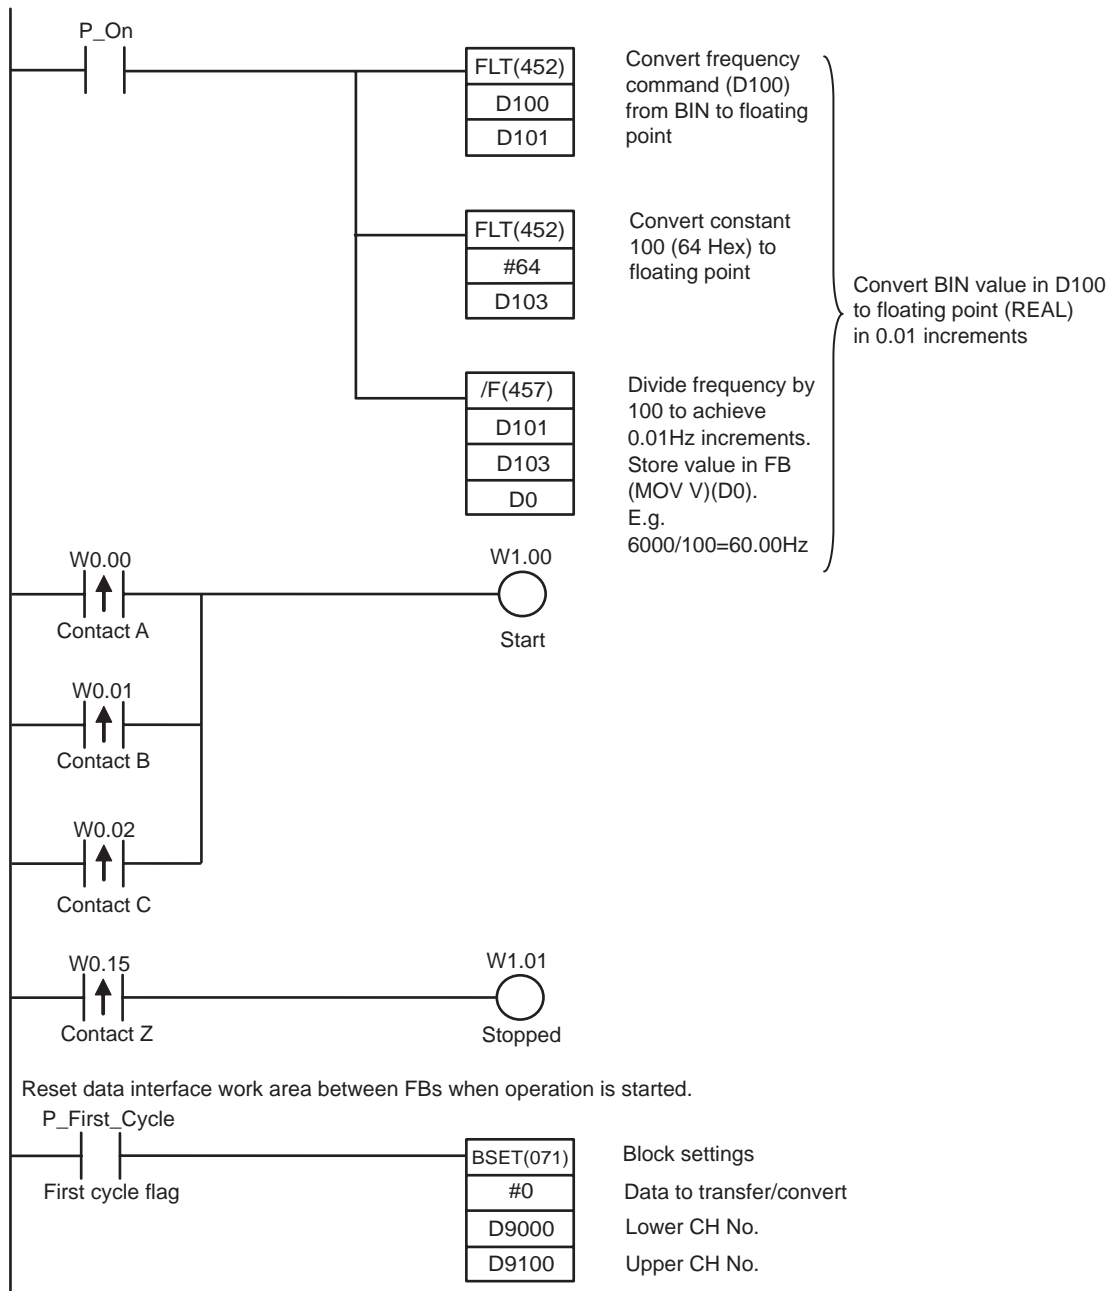 P_On
FLT(452)
D100
D101
Convert frequency
command (D100)
from BIN to floating
point
FLT(452)
#64
D103
Convert constant
100 (64 Hex) to
floating point
Convert BIN value in D100
to floating point (REAL)
in 0.01 increments
/F(457)
D101
D103
D0
Divide frequency by
100 to achieve
0.01Hz increments.
Store value in FB
(MOV V)(D0).
E.g.
6000/100=60.00Hz
W0.00
Contact A
W1.00
Start
W0.01
Contact B
W0.02
Contact C
W0.15
Contact Z
W1.01
Stopped
Reset data interface work area between FBs when operation is started.
P_First_Cycle
First cycle flag
BSET(071)
#0
D9000
D9100
Block settings
Data to transfer/convert
Lower CH No.
Upper CH No.